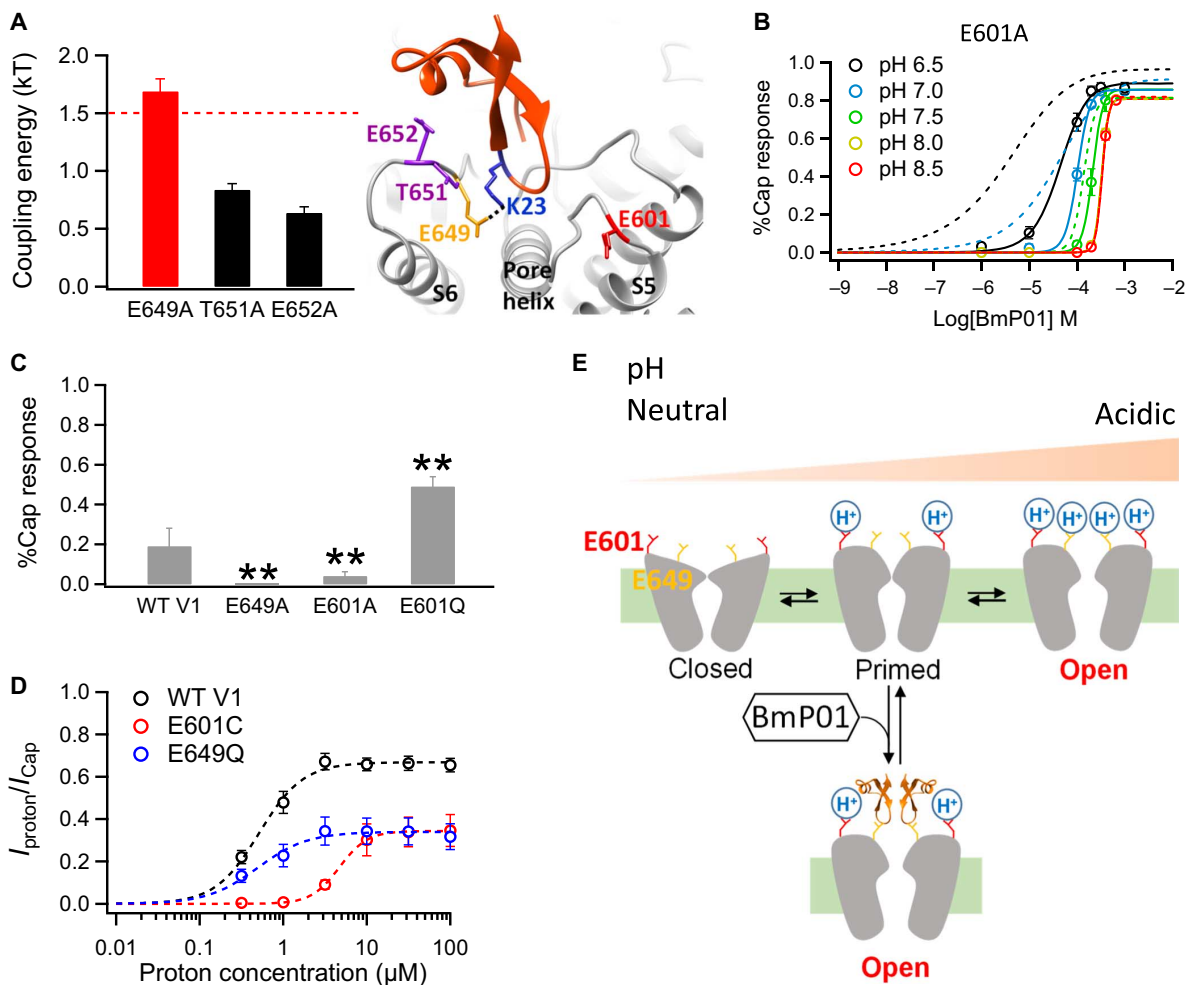 A
Coupling energy (kT)
2.0
1.5
1.0
0.5
0.0
E649A T651A E652A
E652
T651
K23
E649
E601
Pore
helix
S6
S5
B
E601A
%Cap response
1.0
0.8
0.6
0.4
0.2
0.0
pH 6.5
pH 7.0
pH 7.5
pH 8.0
pH 8.5
−9 −8 −7 −6 −5 −4 −3 −2
Log[BmP01] M
C
%Cap response
1.0
0.8
0.6
0.4
0.2
0.0
**
**
**
WT V1 E649A E601A E601Q
D
Iproton/ICap
1.0
0.8
0.6
0.4
0.2
0.0
WT V1
E601C
E649Q
0.01 0.1 1 10 100
Proton concentration (µM)
E
pH
Neutral
Acidic
H+ H+ H+ H+ H+ H+
E601
E649
Closed
Primed
Open
BmP01
H+ H+
Open